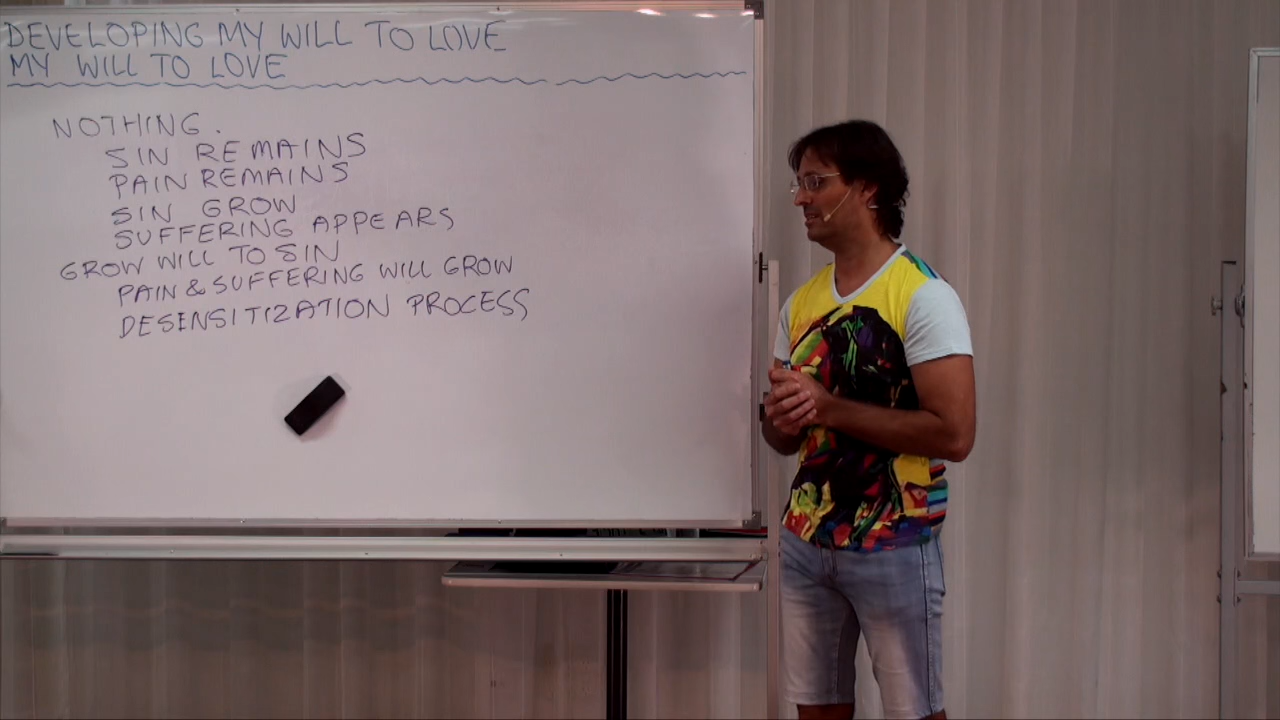 DEVELOPING MY WILL TO LOVE
MY WILL TO LOVE
NOTHING.
SIN REMAINS
PAIN REMAINS
SIN GROW
SUFFERING APPEARS
GROW WILL TO SIN
PAIN & SUFFERING WILL GROW
DESENSITIZATION PROCESS